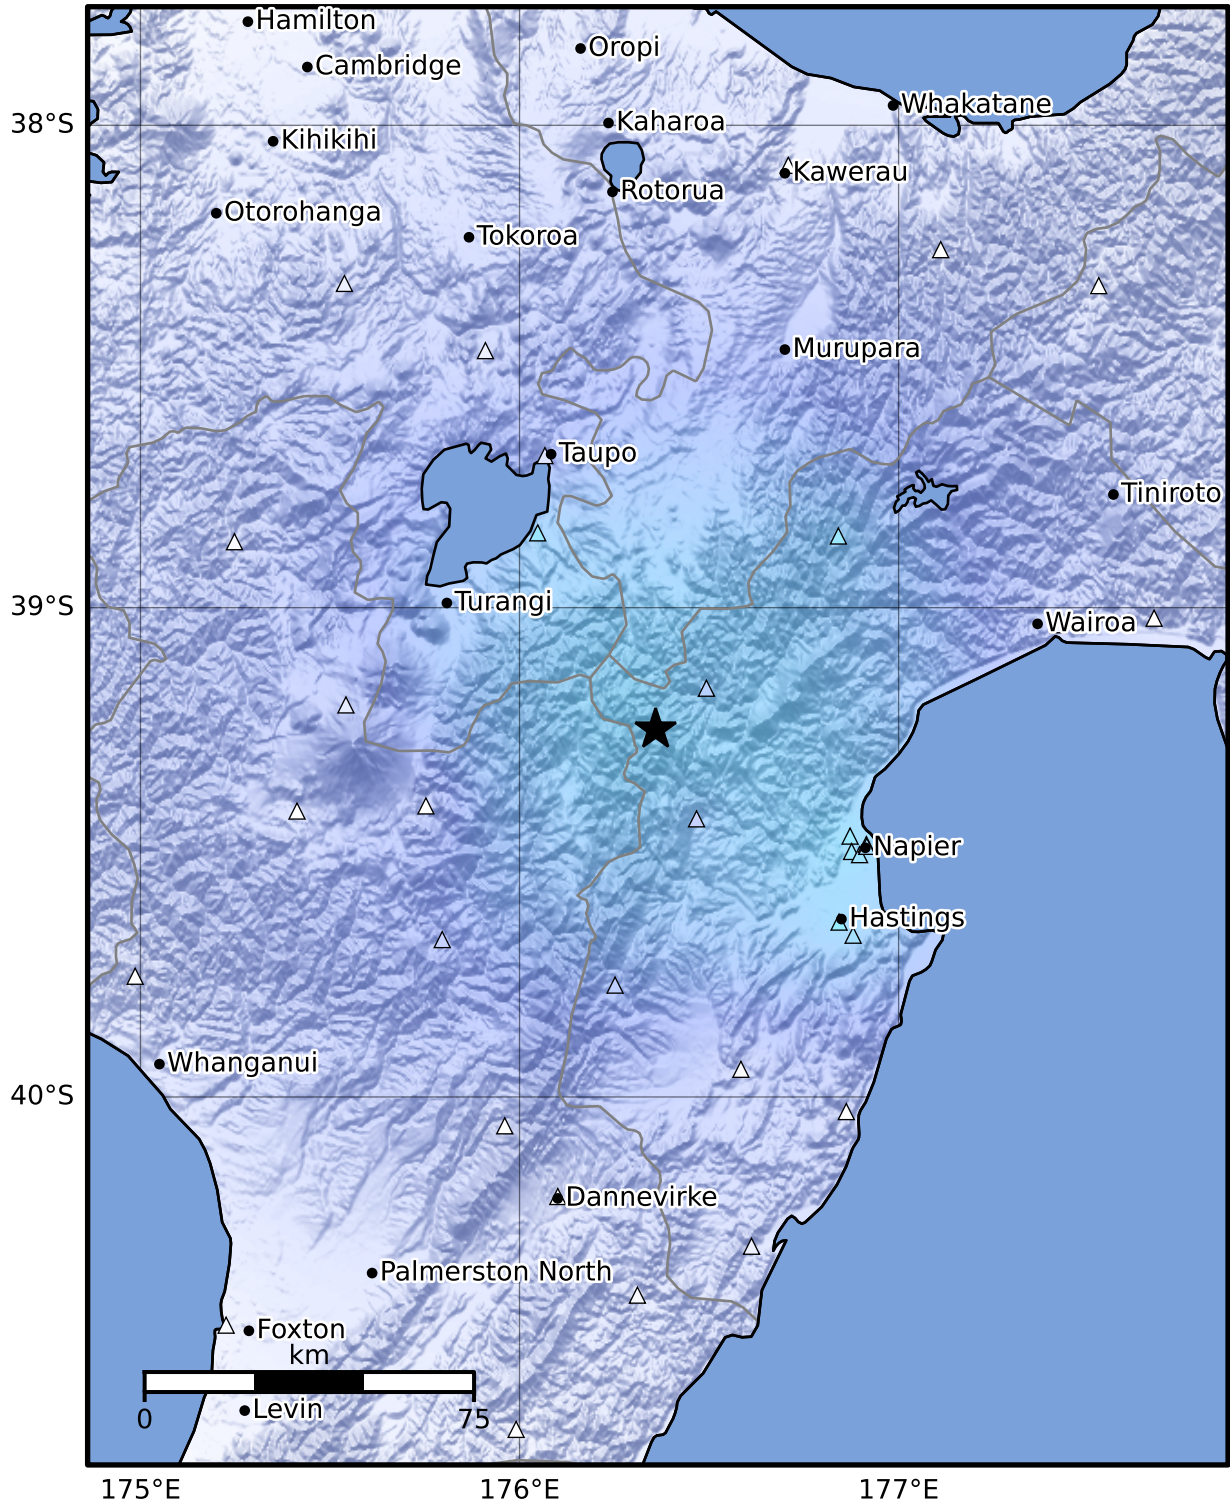 Hamilton
Oropi
Cambridge
Whakatane
38°S
Kaharoa
Kihikihi
Kawerau
Rotorua
Otorohanga
Tokoroa
Murupara
Taupo
Tiniroto
39°S
Turangi
Wairoa
Napier
Hastings
Whanganui
40°S
Dannevirke
Palmerston North
Foxton
km
Levin
0
75
175°E
176°E
177°E